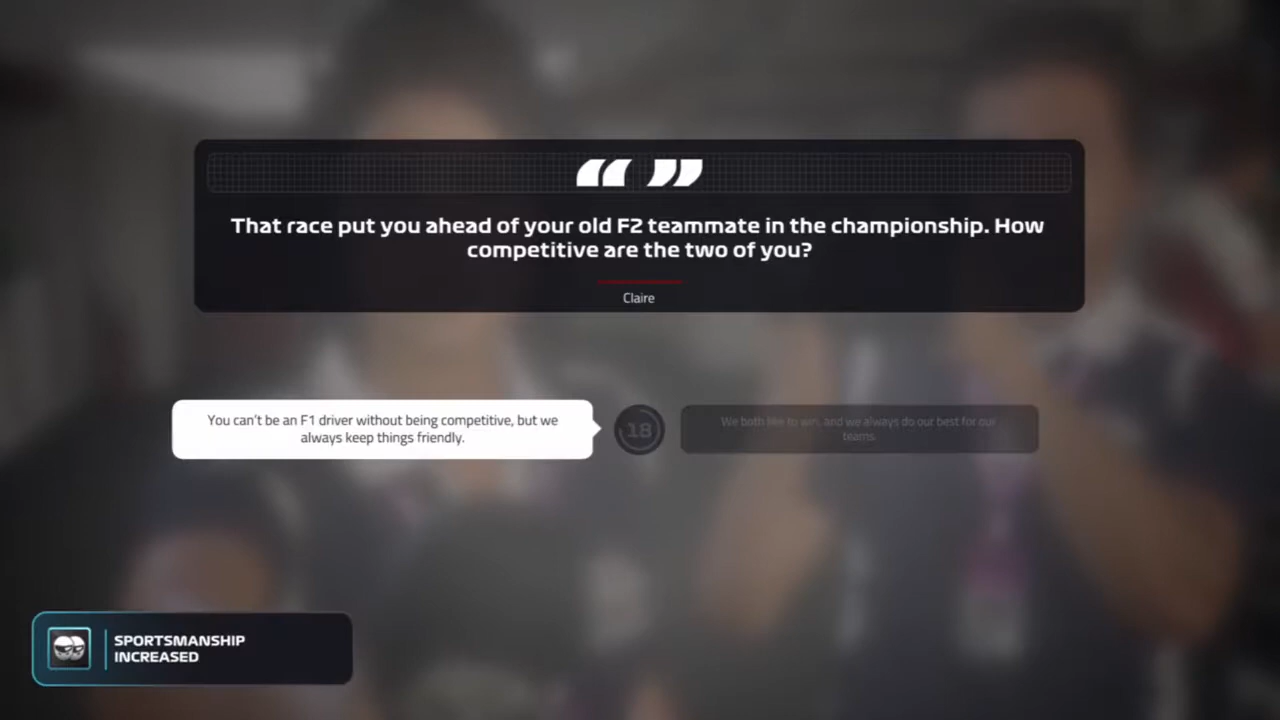 “ ”
That race put you ahead of your old F2 teammate in the championship. How
competitive are the two of you?
Claire
You can't be an F1 driver without being competitive, but we
always keep things friendly.
18
We both like to win, and we always do our best for our
teams.
SPORTSMANSHIP
INCREASED